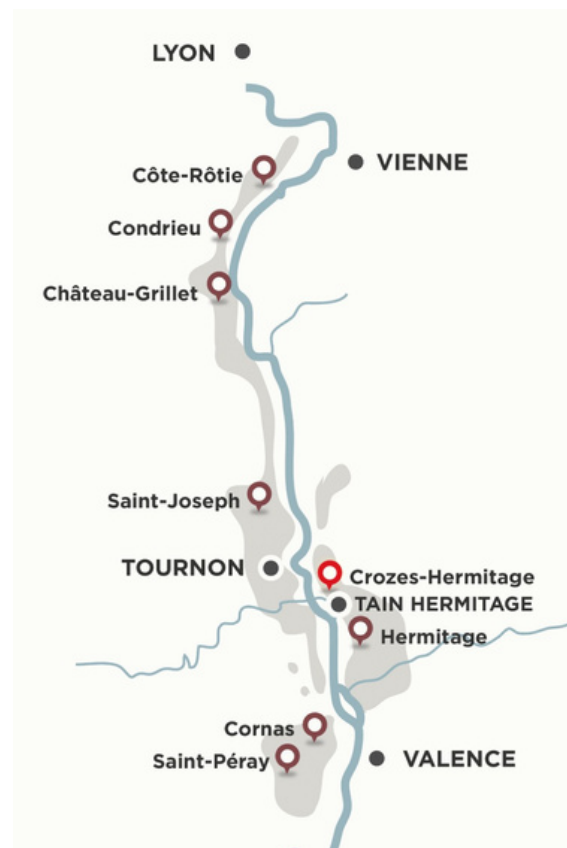 LYON
VIENNE
Côte-Rôtie
Condrieu
Château-Grillet
Saint-Joseph
TOURNON
Crozes-Hermitage
TAIN HERMITAGE
Hermitage
Cornas
Saint-Péray
VALENCE